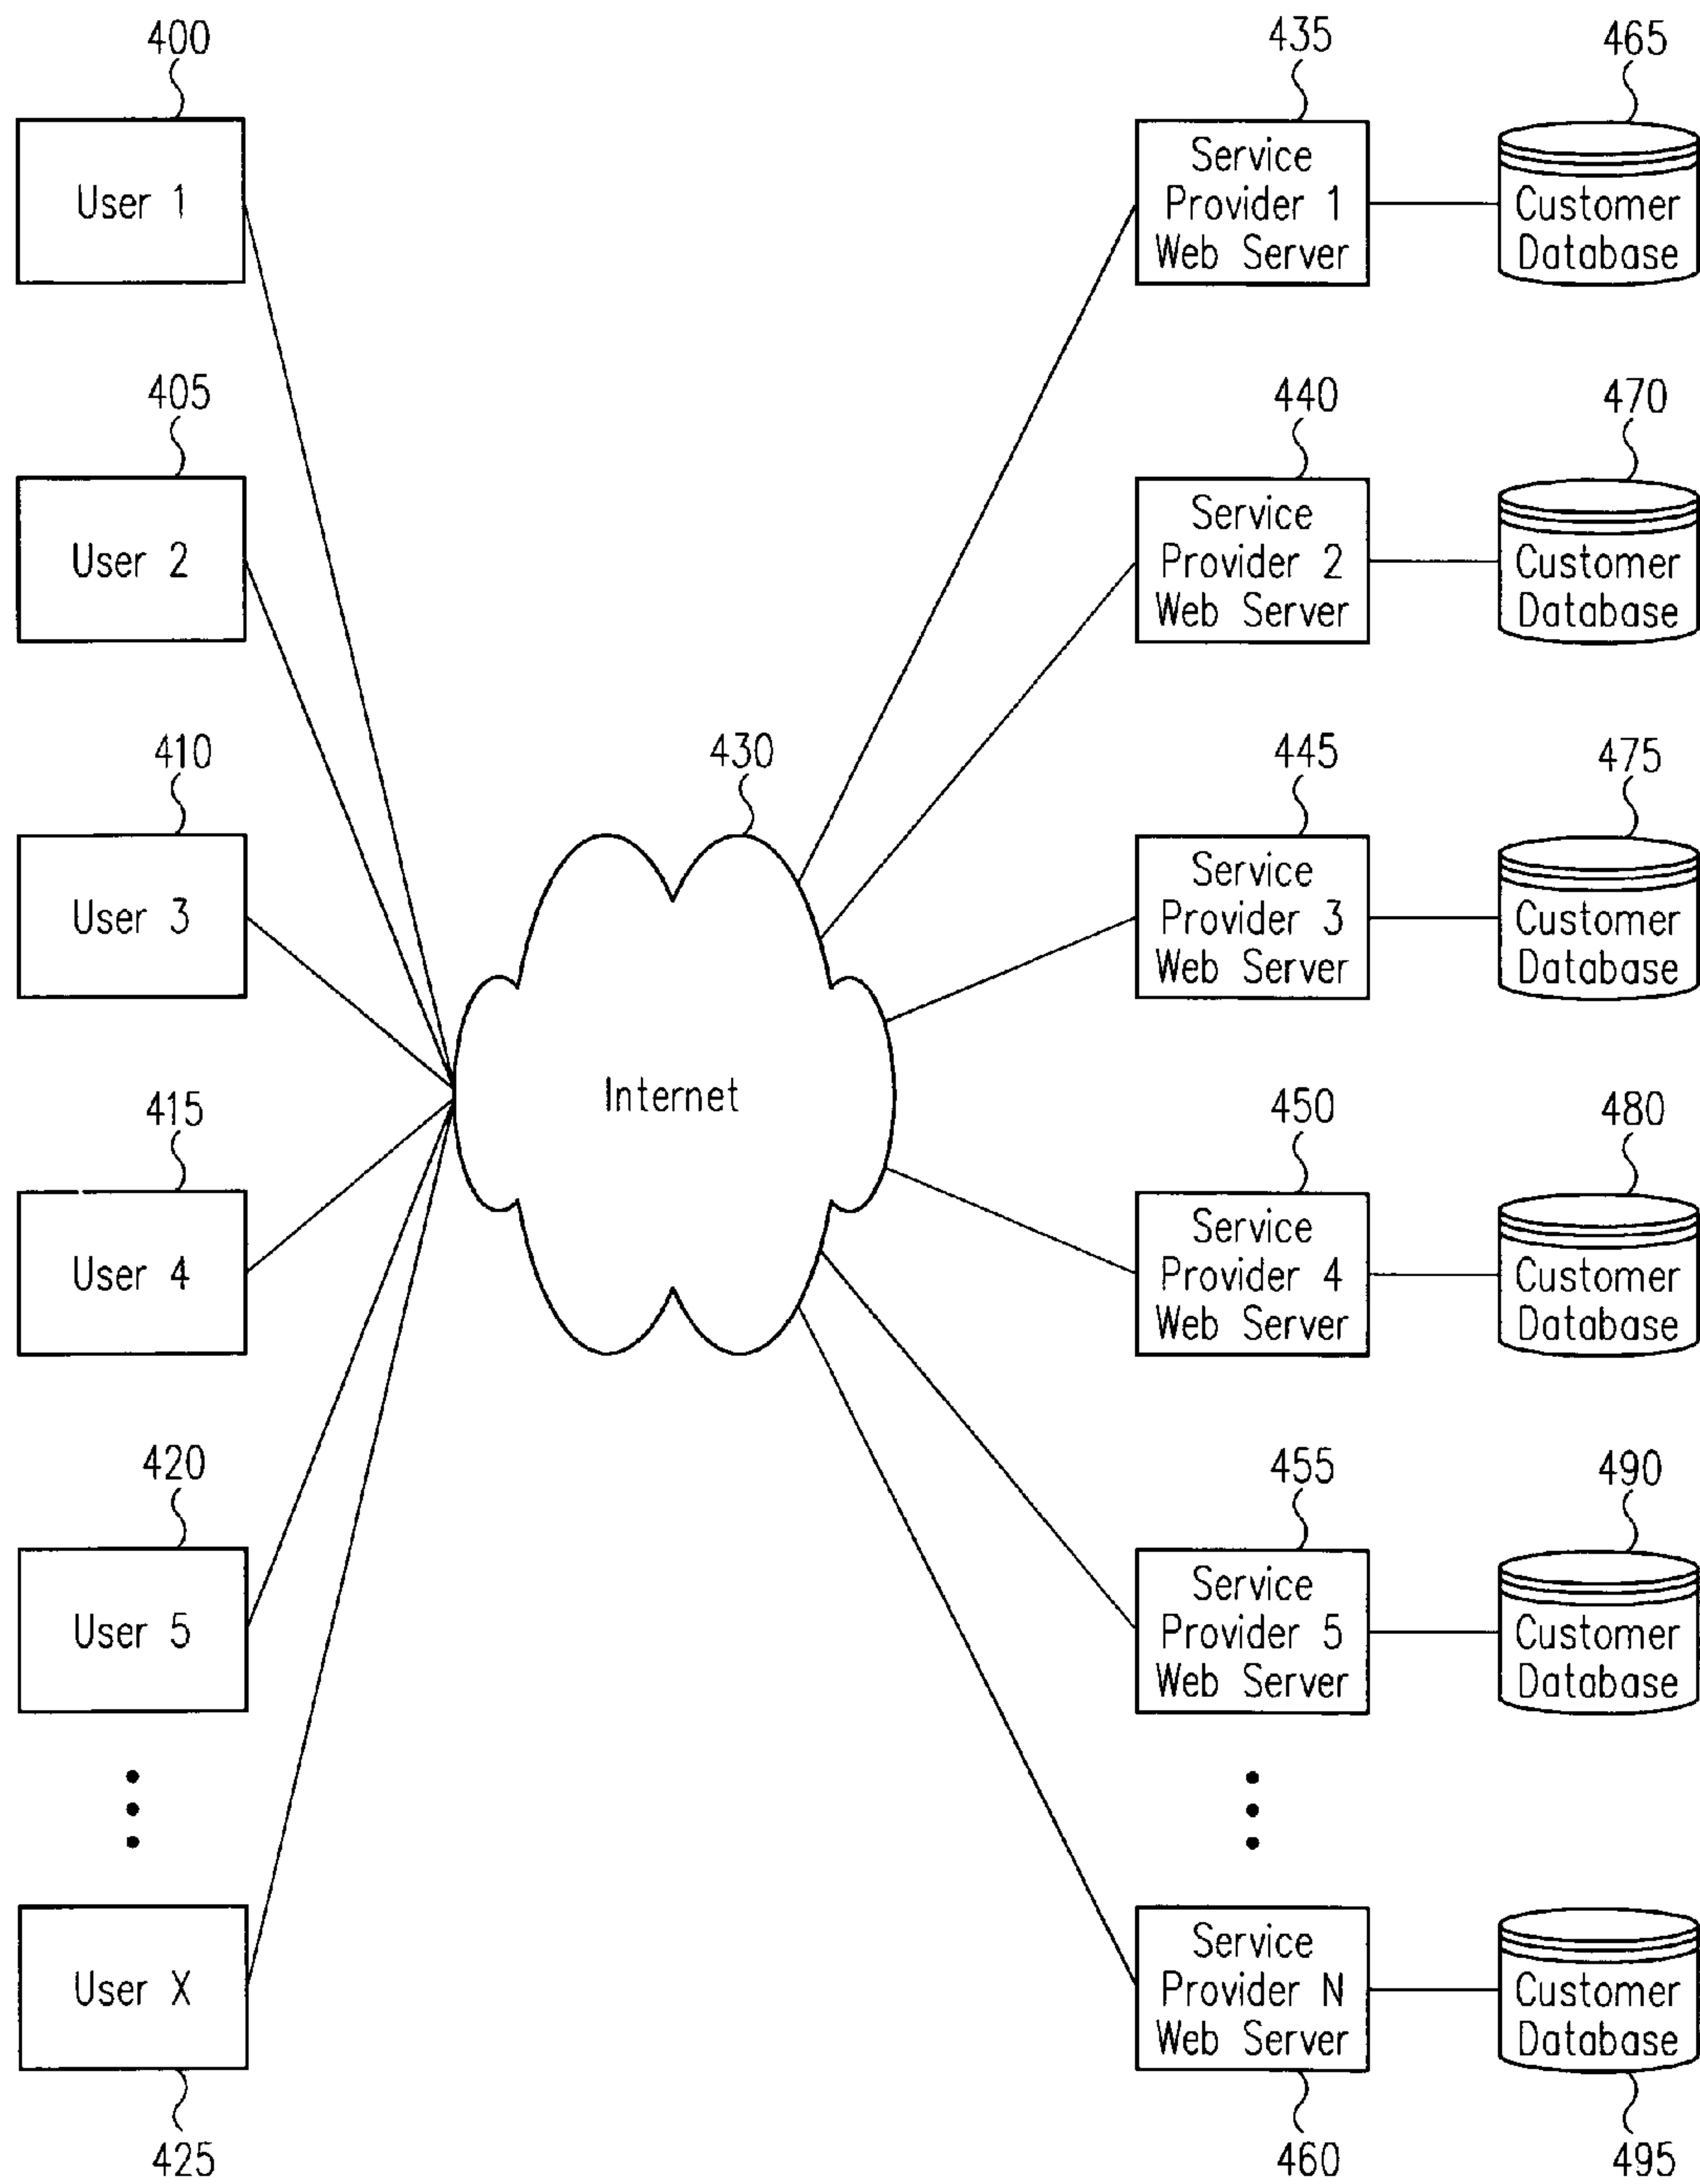 400
435
465
User 1
Service
Provider 1
Web Server
Customer
Database
405
440
470
User 2
Service
Provider 2
Web Server
Customer
Database
410
430
445
475
User 3
Service
Provider 3
Web Server
Customer
Database
Internet
415
450
480
User 4
Service
Provider 4
Web Server
Customer
Database
420
455
490
User 5
Service
Provider 5
Web Server
Customer
Database
User X
Service
Provider N
Web Server
Customer
Database
425
460
495